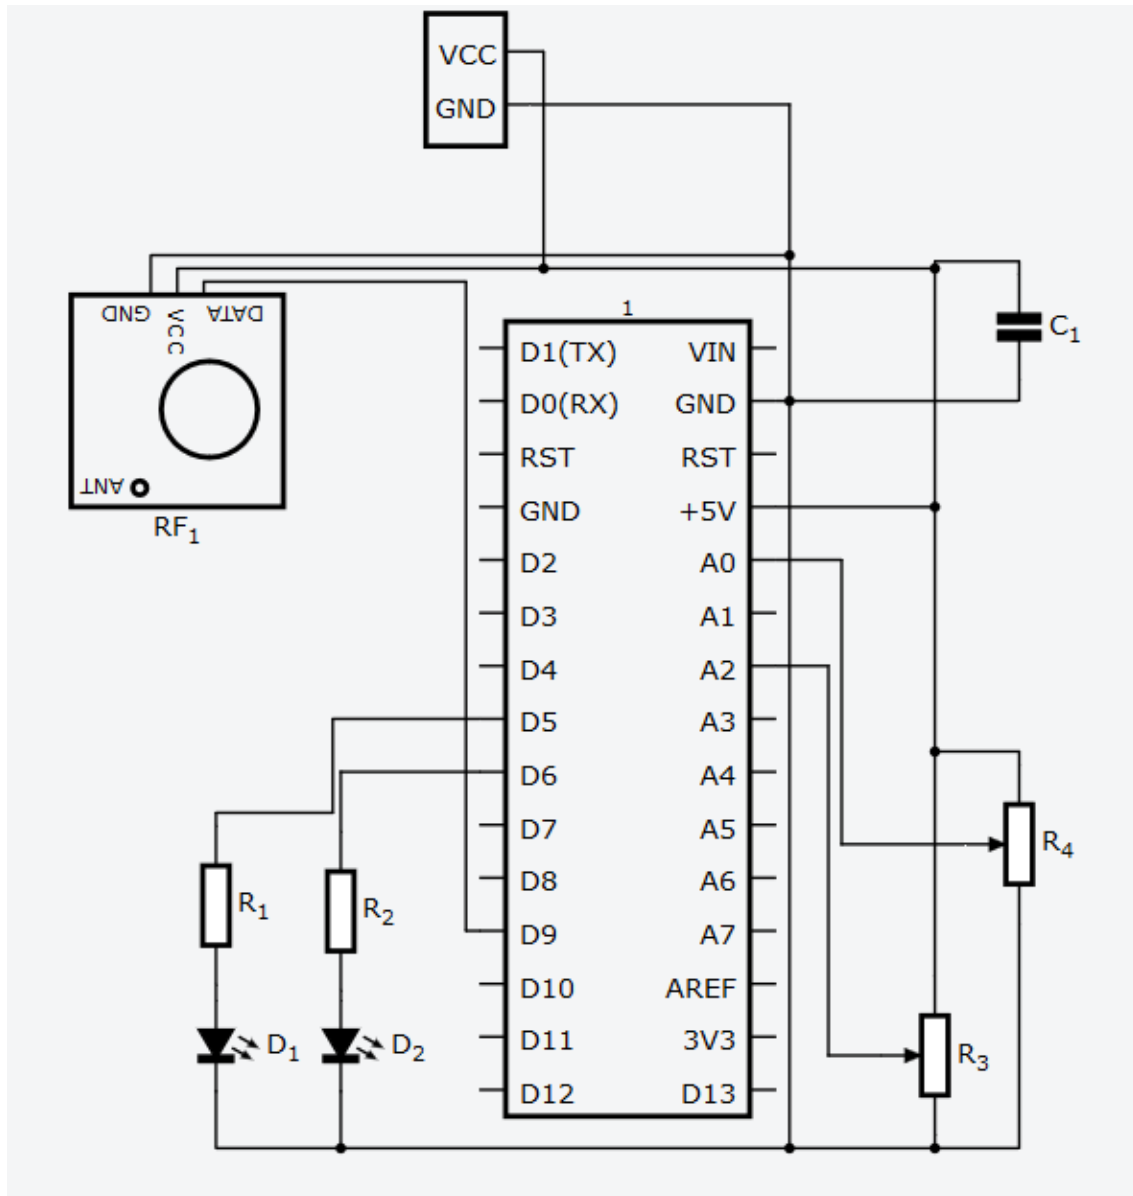 VCC
GND
GND
VCC
DATA
ANT
RF1
1
D1(TX)
D0(RX)
RST
GND
D2
D3
D4
D5
D6
D7
D8
D9
D10
D11
D12
VIN
GND
RST
+5V
A0
A1
A2
A3
A4
A5
A6
A7
AREF
3V3
D13
C1
R4
R3
R1
R2
D1
D2